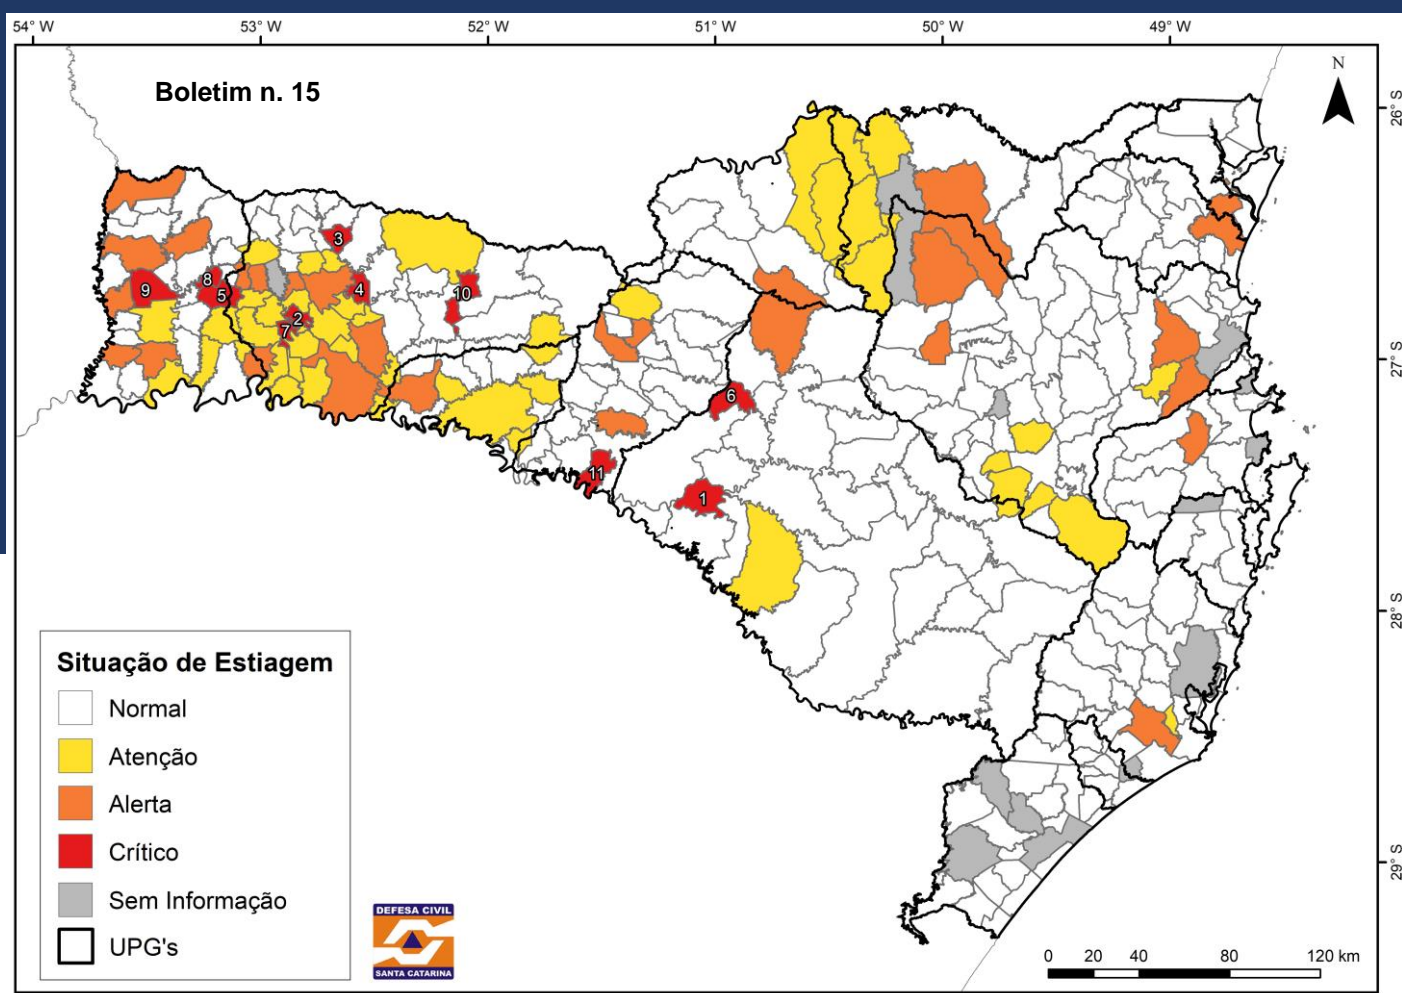 54° W 53° W 52° W 51° W 50° W 49° W
Boletim n. 15
N
26° S
3
8
9
5
4
10
2
7
27° S
6
11
1
28° S
Situação de Estiagem
Normal
Atenção
Alerta
Crítico
Sem Informação
UPG's
29° S
DEFESA CIVIL
SANTA CATARINA
0 20 40 80 120 km